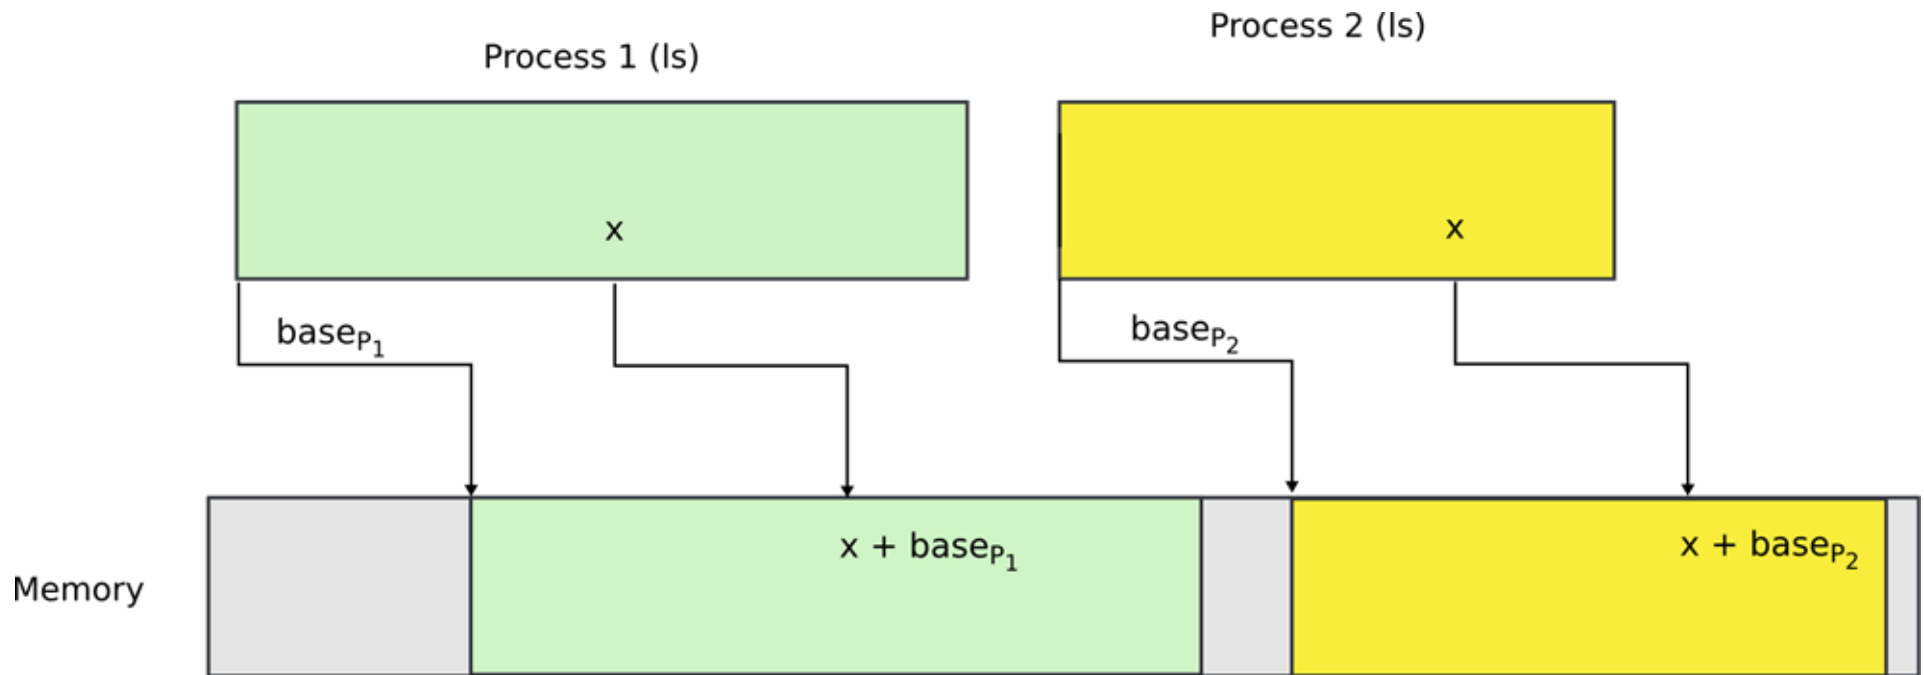 Process 1 (ls)
Process 2 (ls)
x
x
baseP1
baseP2
x + baseP1
x + baseP2
Memory